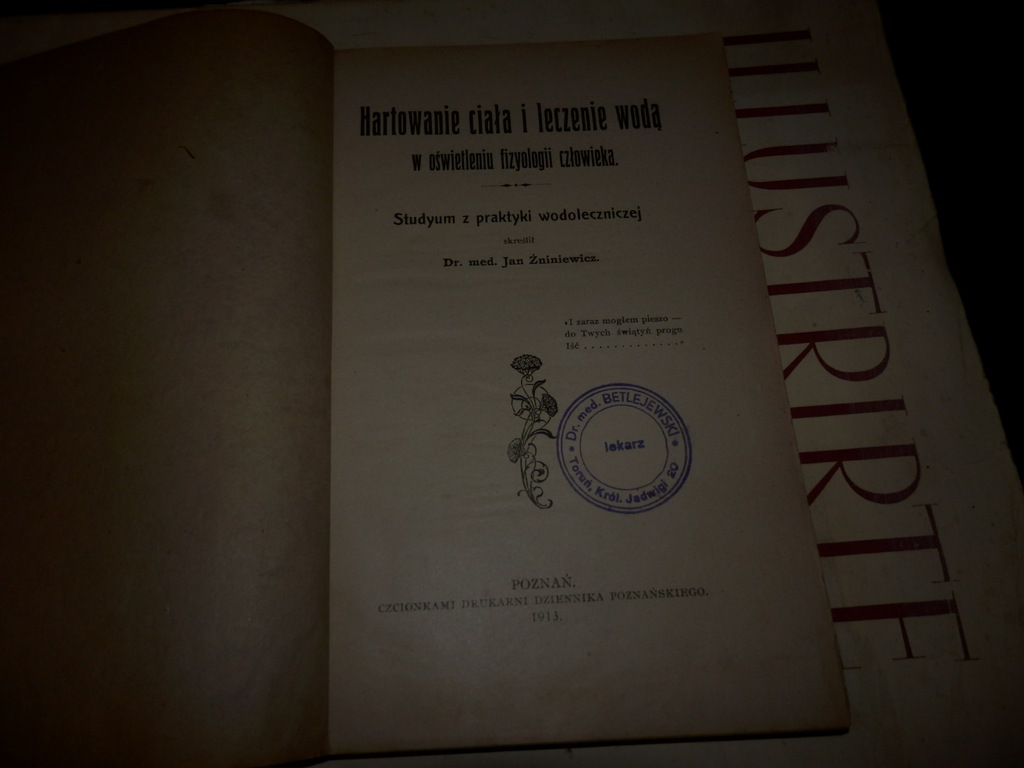 Hartowanie ciała i leczenie wodą
w oświetleniu fizyologii człowieka.
Studyum z praktyki wodoleczniczej
skreślił
Dr. med. Jan Żniniewicz.
«I zaraz mogłem pieszo —
do Twych świątyń progu
Iść . . . . . . . . . . . . .»
Dr. med. BETLEJEWSKI
lekarz
Toruń, Król. Jadwigi 20
POZNAŃ.
CZCIONKAMI DRUKARNI DZIENNIKA POZNAŃSKIEGO.
1913.
ILLUSTRIRTE